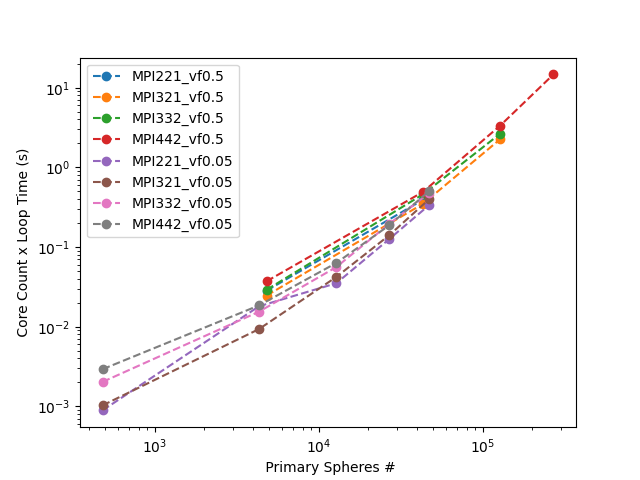 MPI221_vf0.5
MPI321_vf0.5
MPI332_vf0.5
MPI442_vf0.5
MPI221_vf0.05
MPI321_vf0.05
MPI332_vf0.05
MPI442_vf0.05
Core Count x Loop Time (s)
10¹
10⁰
10⁻¹
10⁻²
10⁻³
10³
10⁴
10⁵
Primary Spheres #